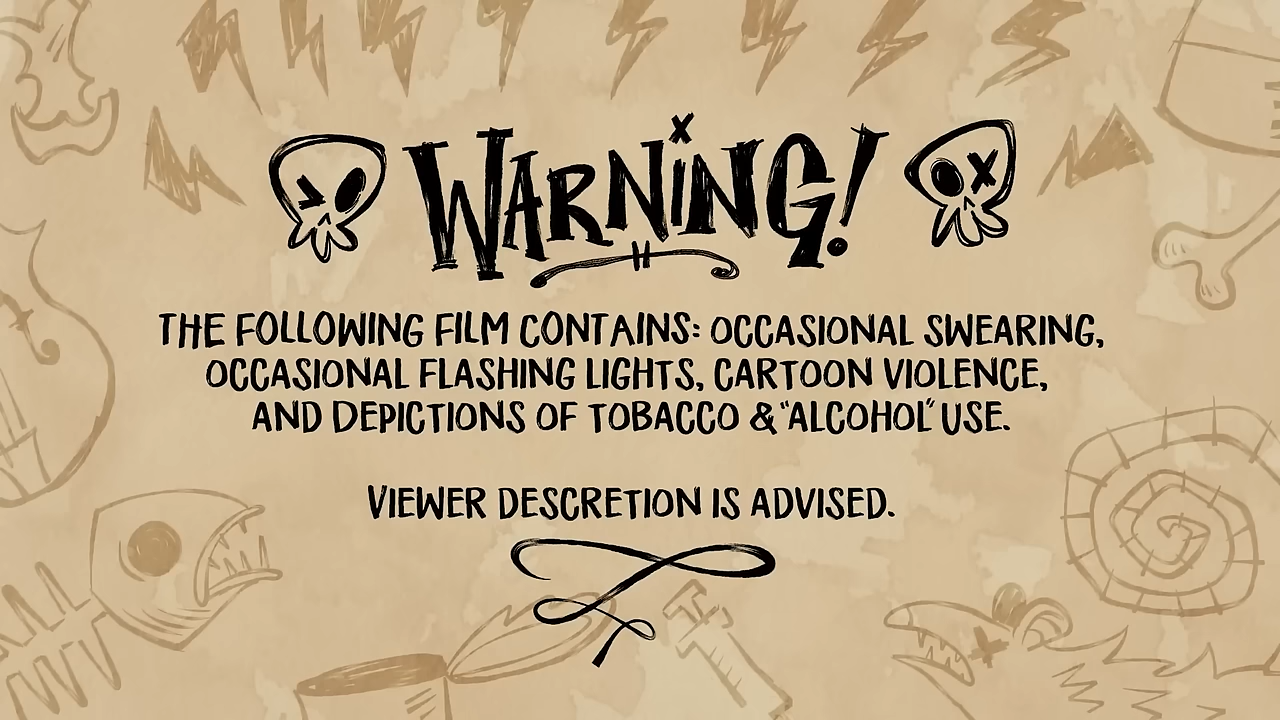 WARNING!
THE FOLLOWING FILM CONTAINS: OCCASIONAL SWEARING,
OCCASIONAL FLASHING LIGHTS, CARTOON VIOLENCE,
AND DEPICTIONS OF TOBACCO & "ALCOHOL" USE.
VIEWER DESCRETION IS ADVISED.